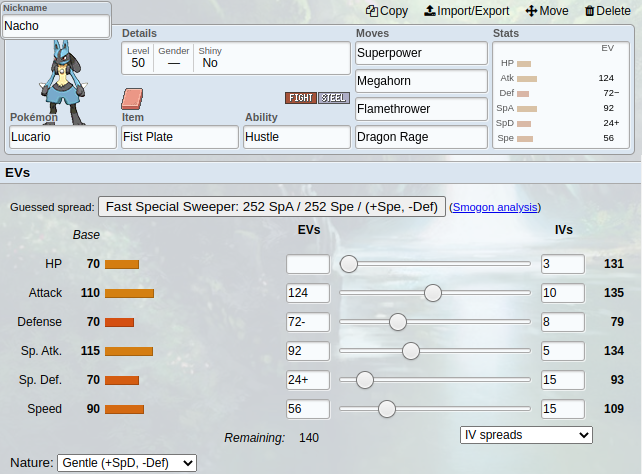 Nickname
Nacho
Copy Import/Export Move Delete
Details
Level Gender Shiny
50 — No
FIGHT STEEL
Pokémon Item Ability
Lucario Fist Plate Hustle
Moves
Superpower
Megahorn
Flamethrower
Dragon Rage
Stats
EV
HP
Atk 124
Def 72−
SpA 92
SpD 24+
Spe 56
EVs
Guessed spread: Fast Special Sweeper: 252 SpA / 252 Spe / (+Spe, -Def) (Smogon analysis)
Base EVs IVs
HP 70 3 131
Attack 110 124 10 135
Defense 70 72- 8 79
Sp. Atk. 115 92 5 134
Sp. Def. 70 24+ 15 93
Speed 90 56 15 109
Remaining: 140 IV spreads
Nature: Gentle (+SpD, -Def)